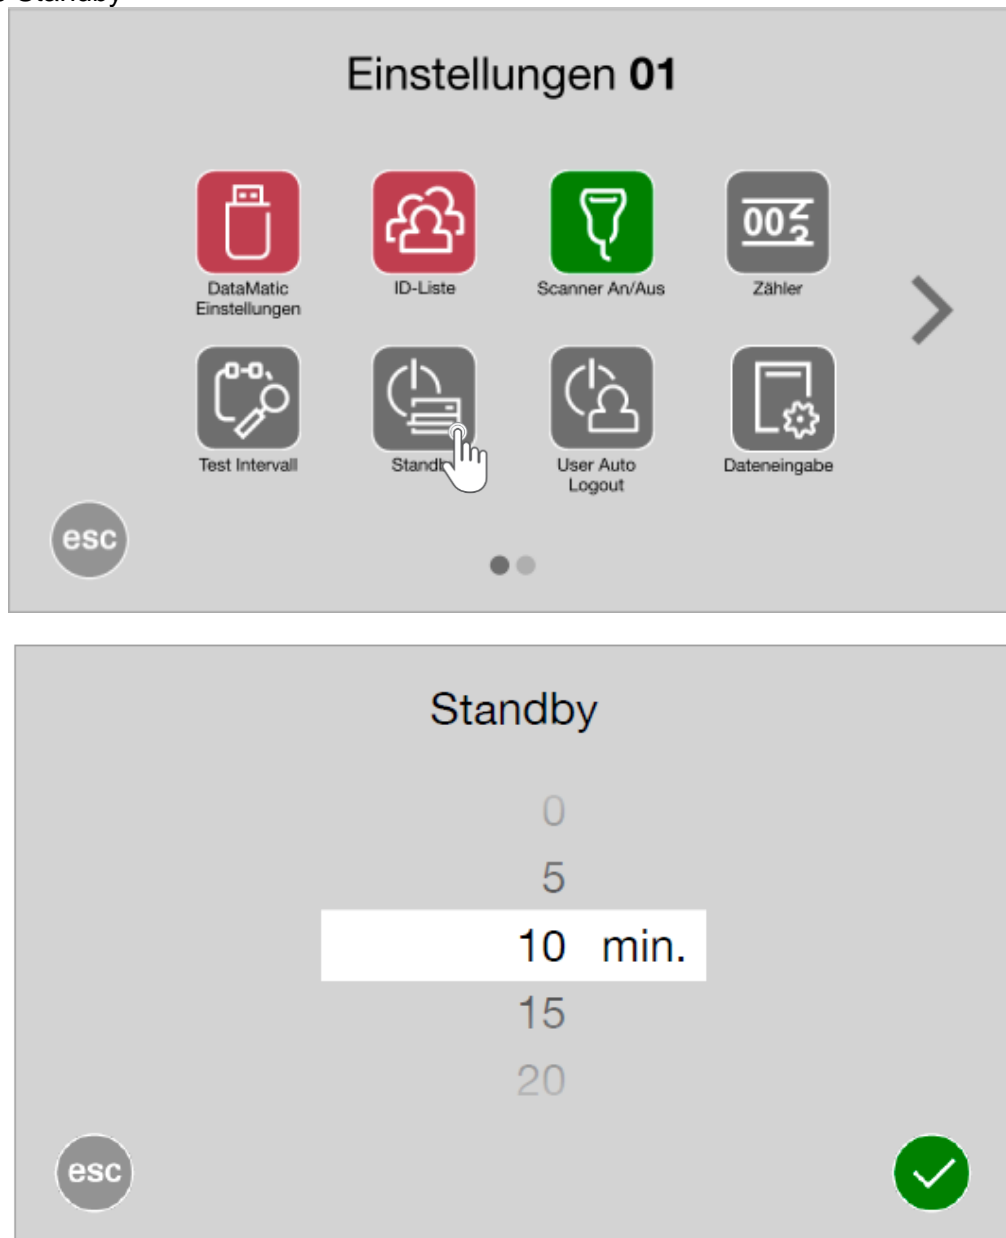 Standby
Einstellungen 01
DataMatic
Einstellungen
ID-Liste
Scanner An/Aus
Zähler
Test Intervall
User Auto
Logout
Dateneingabe
esc
Standby
0
5
10 min.
15
20
esc